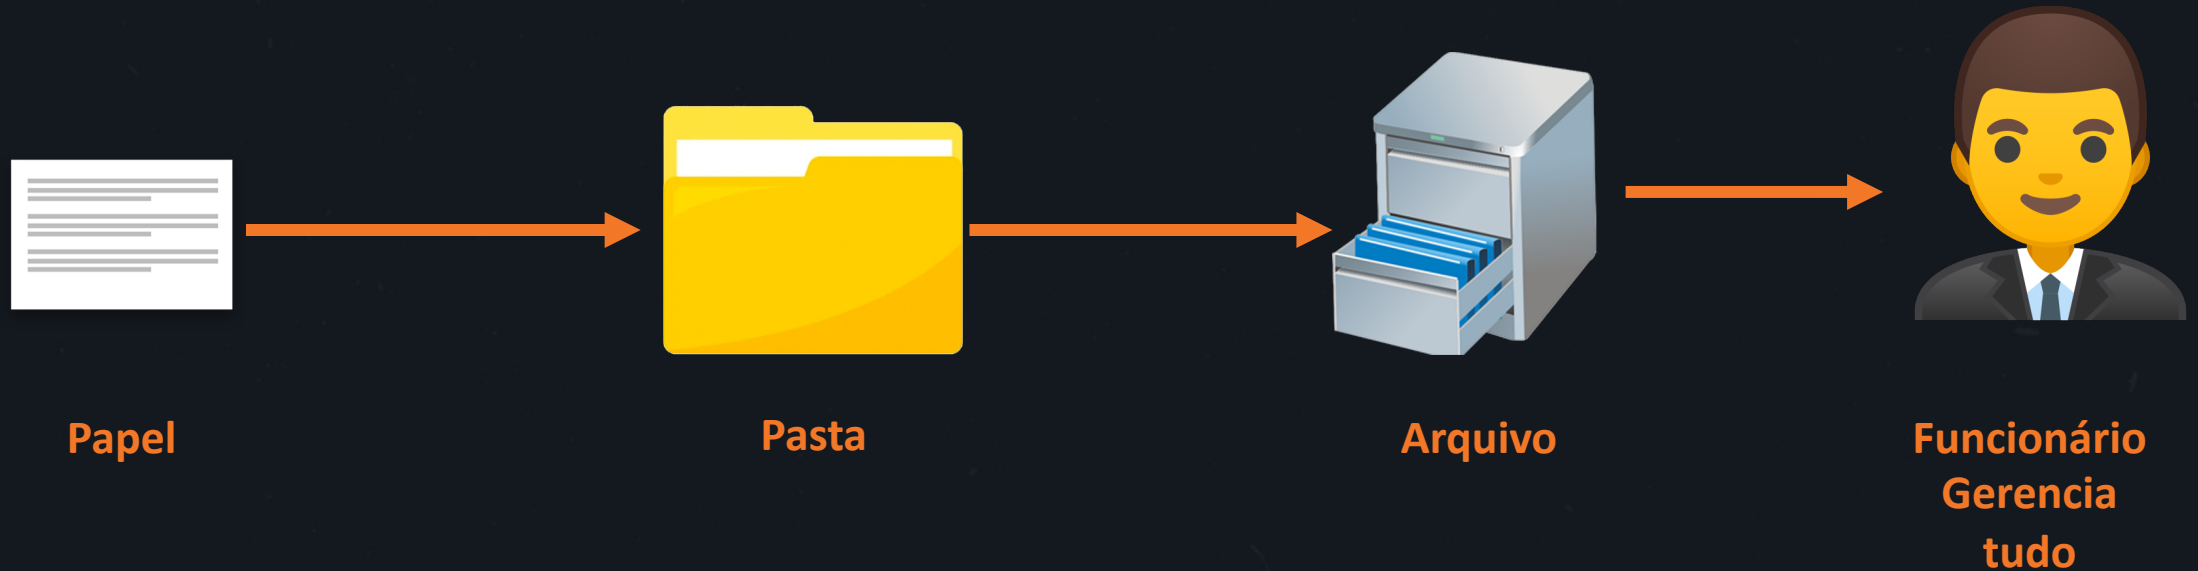 Papel
Pasta
Arquivo
Funcionário
Gerencia
tudo